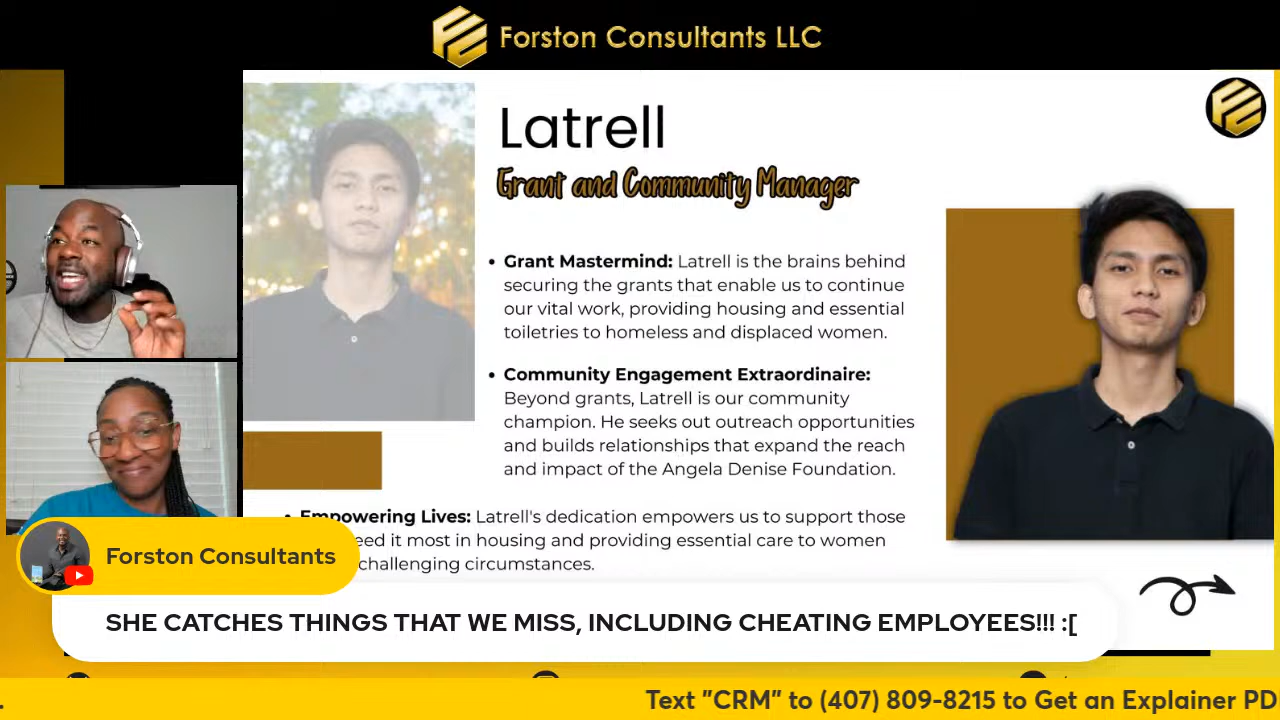 Forston Consultants LLC
Latrell
Grant and Community Manager
• Grant Mastermind: Latrell is the brains behind
securing the grants that enable us to continue
our vital work, providing housing and essential
toiletries to homeless and displaced women.
• Community Engagement Extraordinaire:
Beyond grants, Latrell is our community
champion. He seeks out outreach opportunities
and builds relationships that expand the reach
and impact of the Angela Denise Foundation.
• Empowering Lives: Latrell's dedication empowers us to support those
need it most in housing and providing essential care to women
challenging circumstances.
Forston Consultants
SHE CATCHES THINGS THAT WE MISS, INCLUDING CHEATING EMPLOYEES!!! :[
Text "CRM" to (407) 809-8215 to Get an Explainer PD